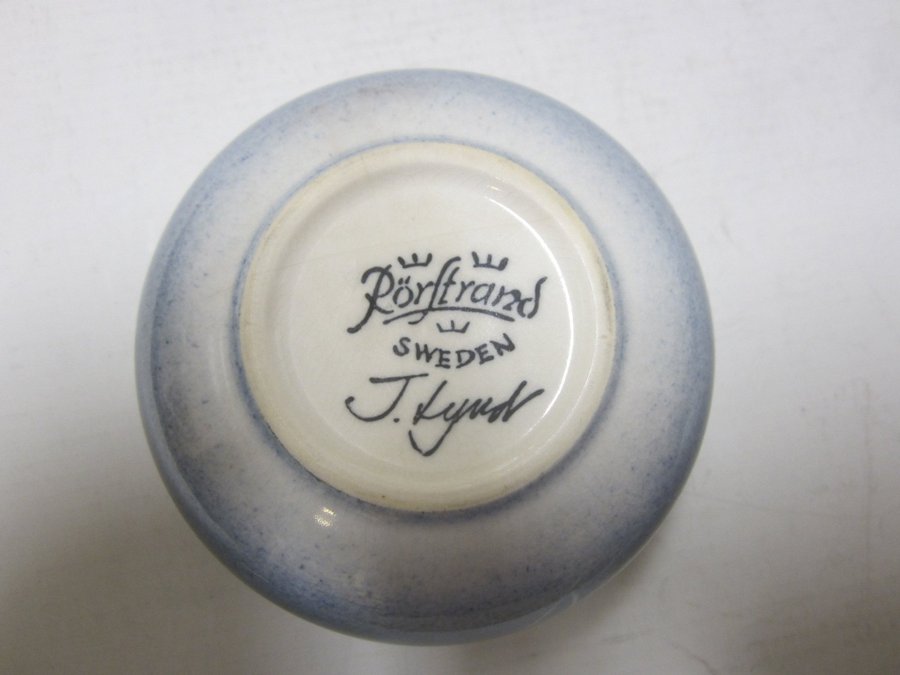 Rörstrand
SWEDEN
J. Lynd